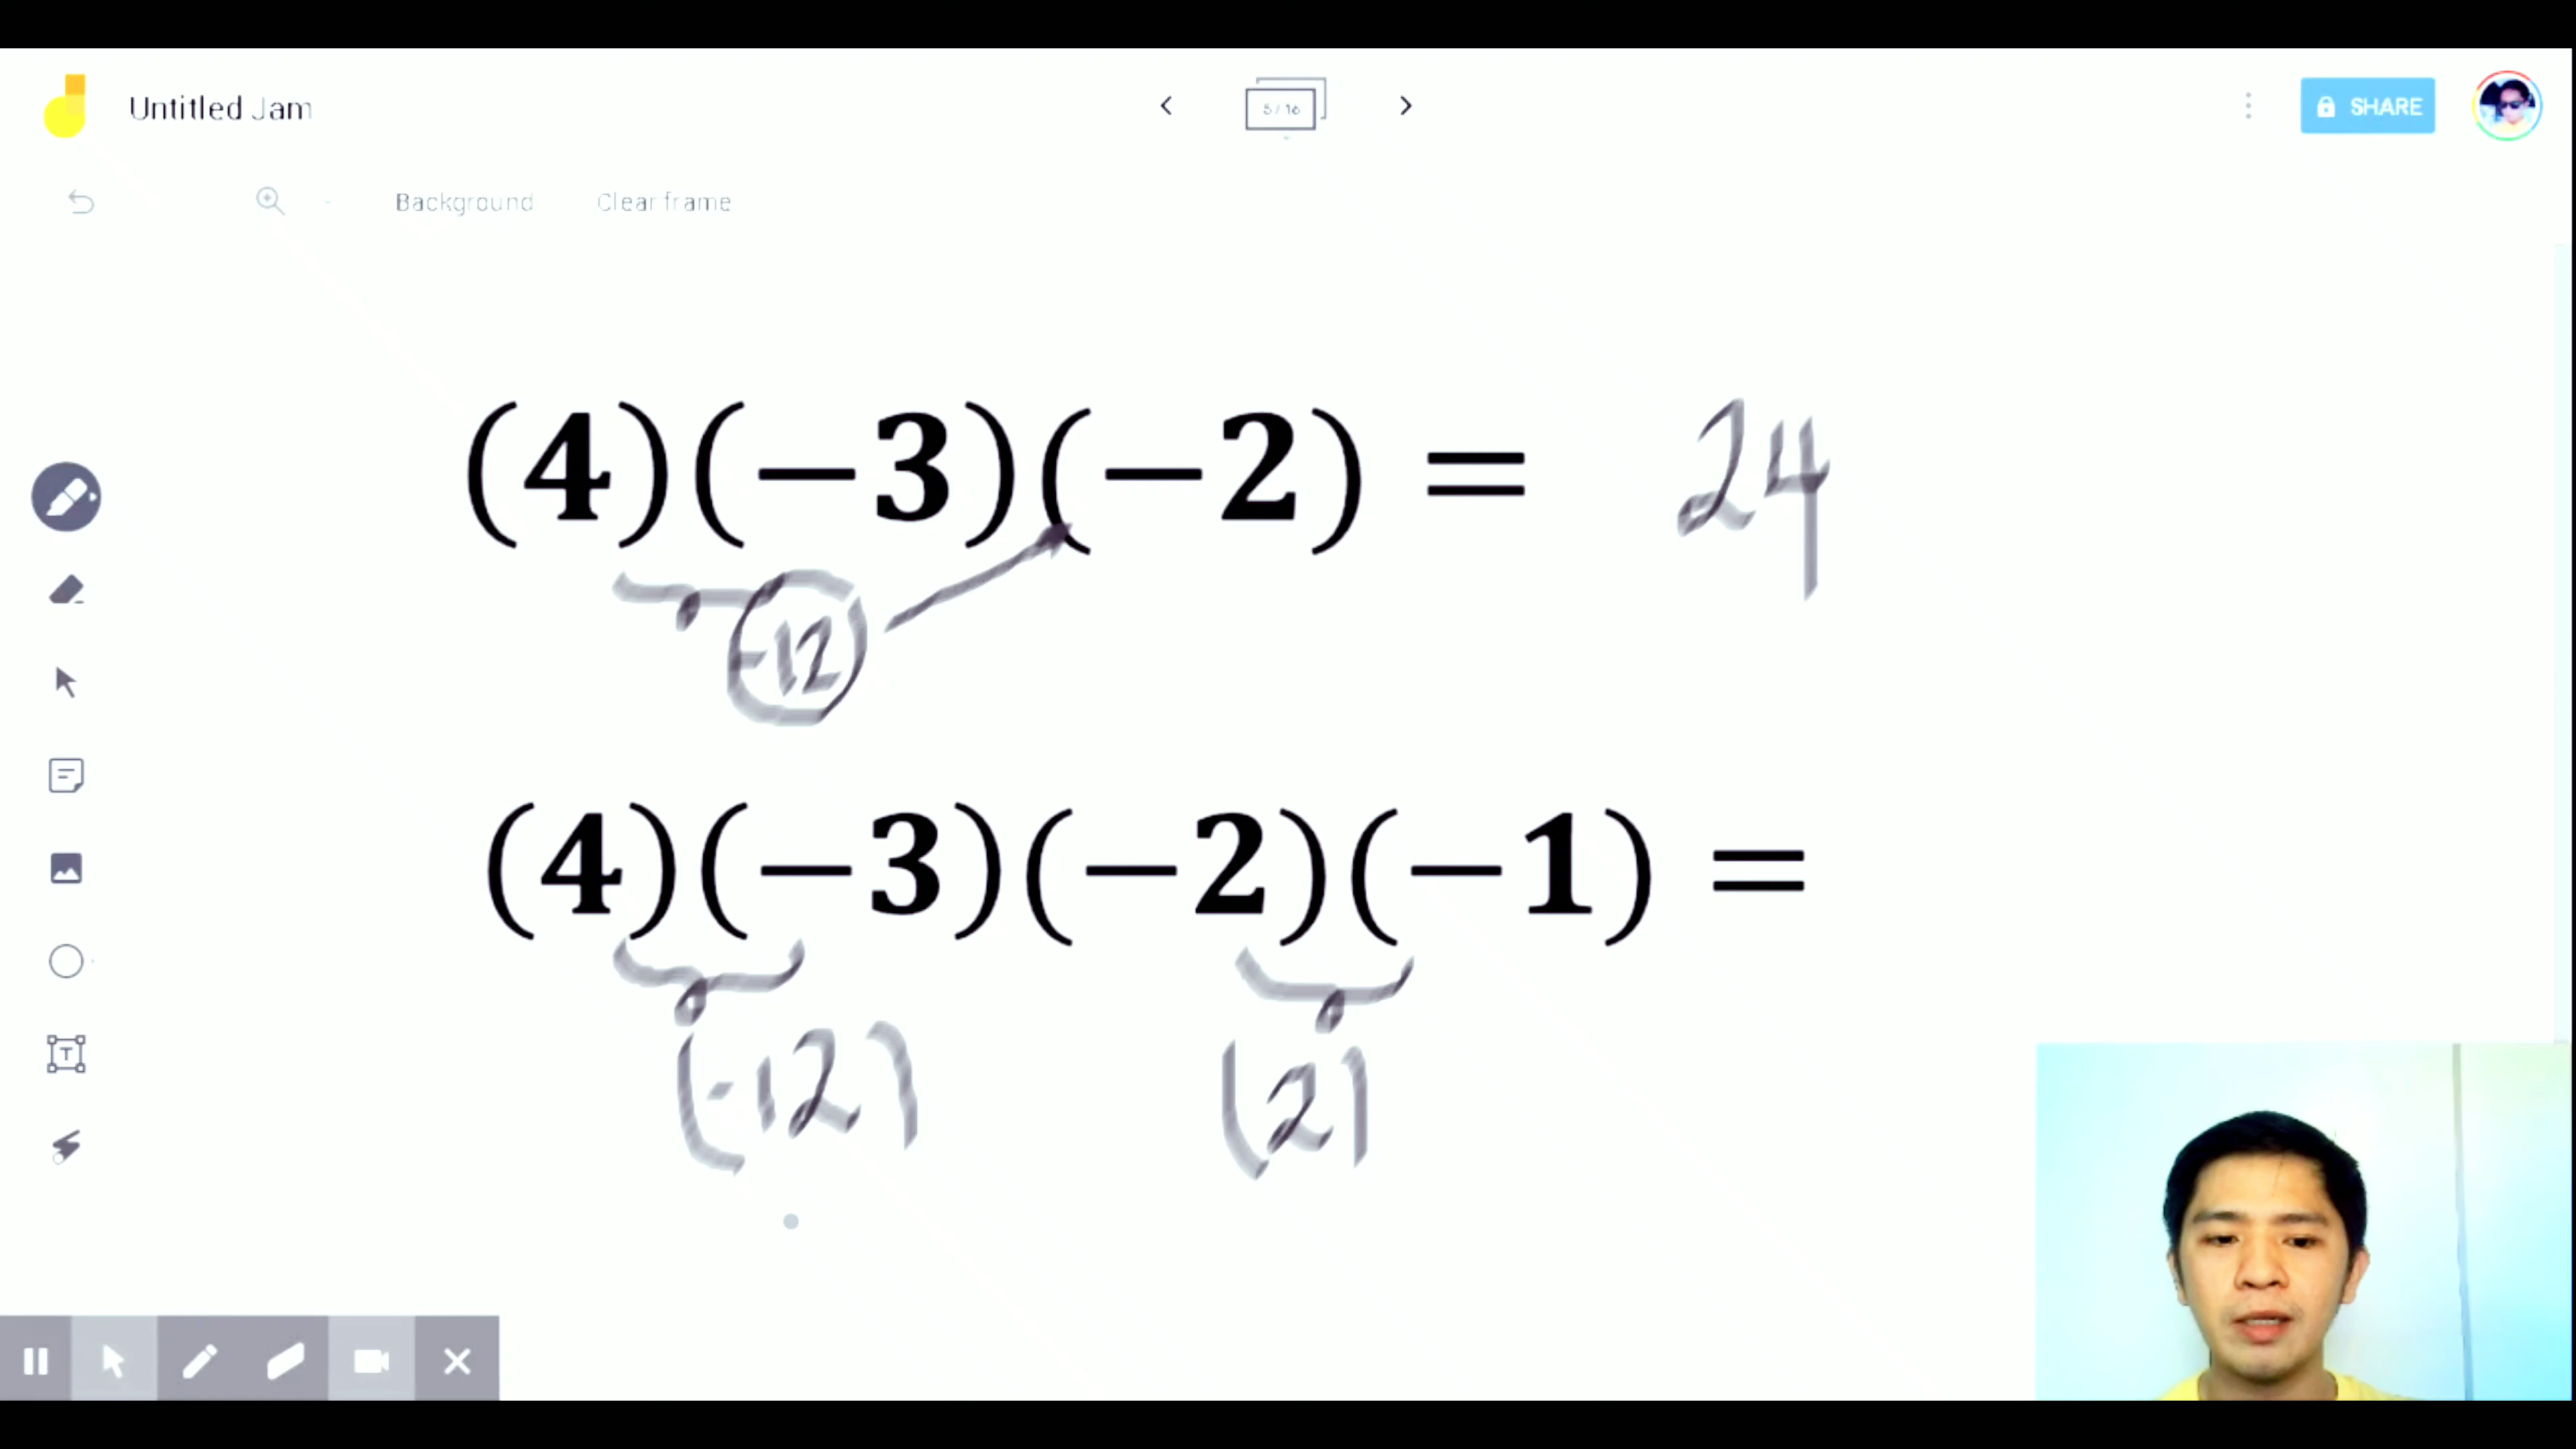 Untitled Jam
5 / 16
SHARE
Background
Clear frame
(4)(−3)(−2) = 24
(-12)
(4)(−3)(−2)(−1) =
(-12) (2)
T